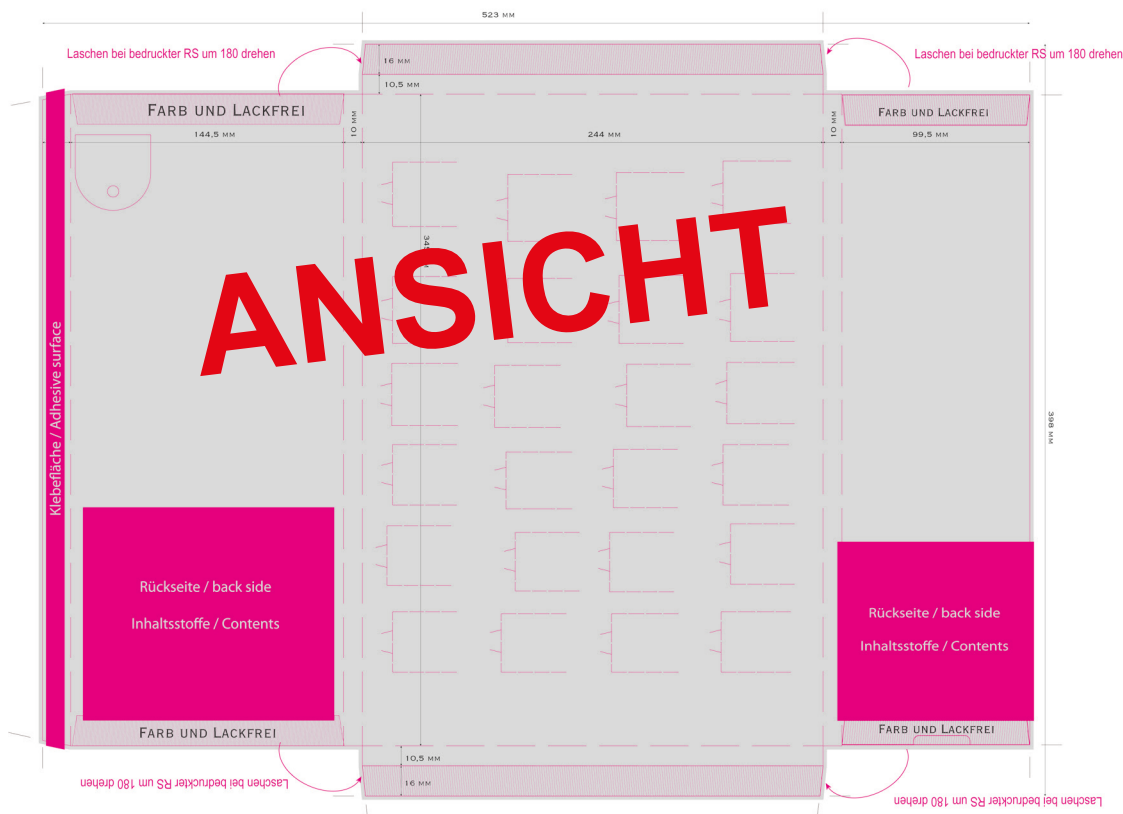 523 MM
Laschen bei bedruckter RS um 180 drehen
Laschen bei bedruckter RS um 180 drehen
16 MM
10,5 MM
FARB UND LACKFREI
FARB UND LACKFREI
144,5 MM
10 MM
244 MM
10 MM
99,5 MM
ANSICHT
Klebefläche / Adhesive surface
398 MM
Rückseite / back side
Inhaltsstoffe / Contents
Rückseite / back side
Inhaltsstoffe / Contents
FARB UND LACKFREI
FARB UND LACKFREI
10,5 MM
16 MM
Laschen bei bedruckter RS um 180 drehen
Laschen bei bedruckter RS um 180 drehen